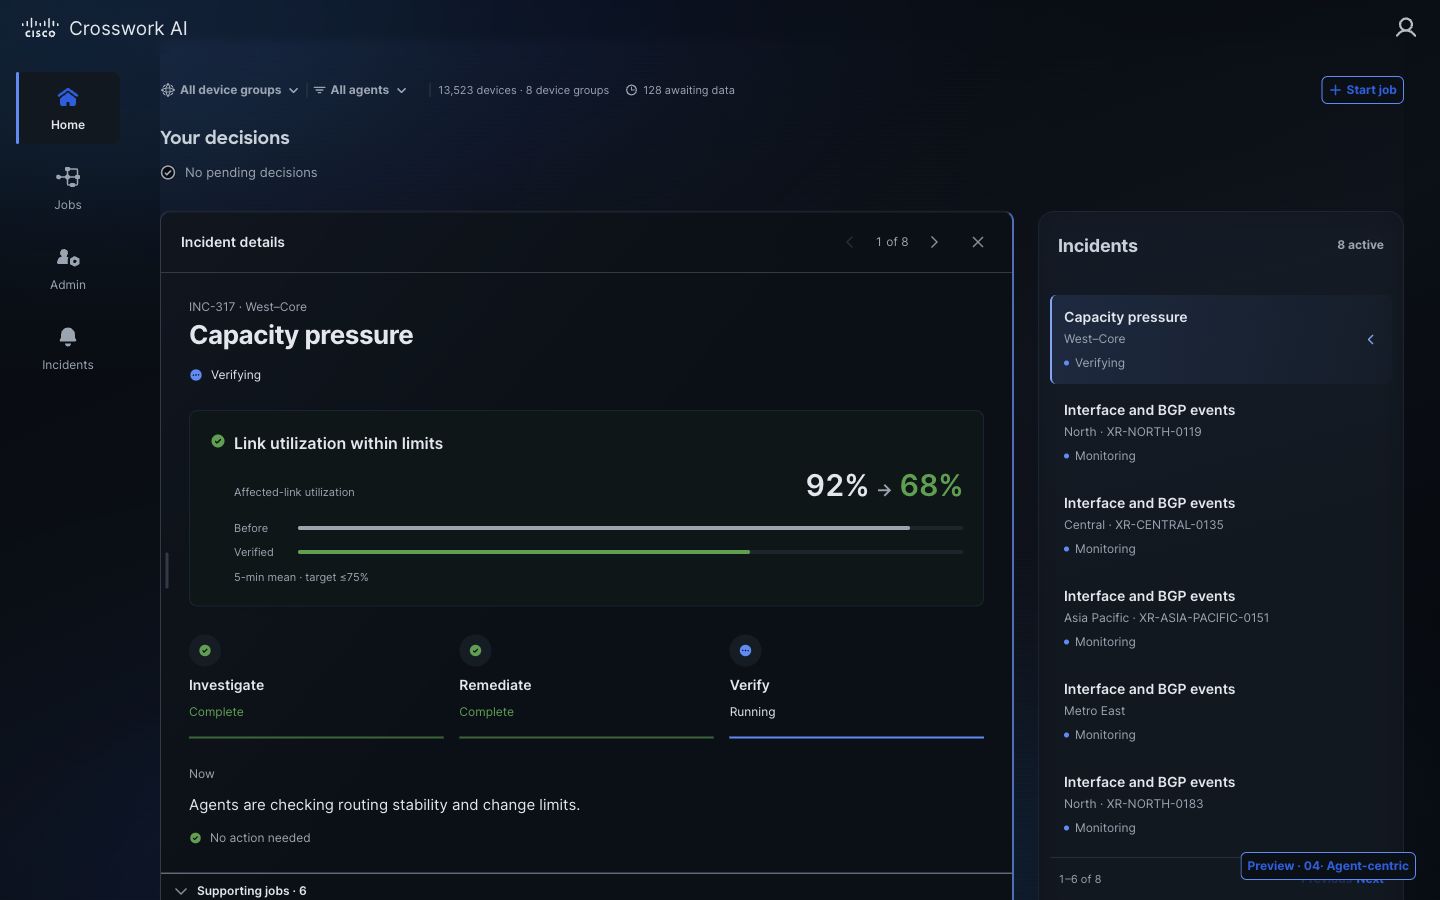 cisco Crosswork AI
Home
Jobs
Admin
Incidents
All device groups All agents 13,523 devices · 8 device groups 128 awaiting data
+ Start job
Your decisions
No pending decisions
Incident details
1 of 8
INC-317 · West–Core
Capacity pressure
Verifying
Link utilization within limits
Affected-link utilization
92% → 68%
Before
Verified
5-min mean · target ≤75%
Investigate
Complete
Remediate
Complete
Verify
Running
Now
Agents are checking routing stability and change limits.
No action needed
Supporting jobs · 6
Incidents
8 active
Capacity pressure
West–Core
Verifying
Interface and BGP events
North · XR-NORTH-0119
Monitoring
Interface and BGP events
Central · XR-CENTRAL-0135
Monitoring
Interface and BGP events
Asia Pacific · XR-ASIA-PACIFIC-0151
Monitoring
Interface and BGP events
Metro East
Monitoring
Interface and BGP events
North · XR-NORTH-0183
Monitoring
Preview · 04· Agent-centric
1–6 of 8